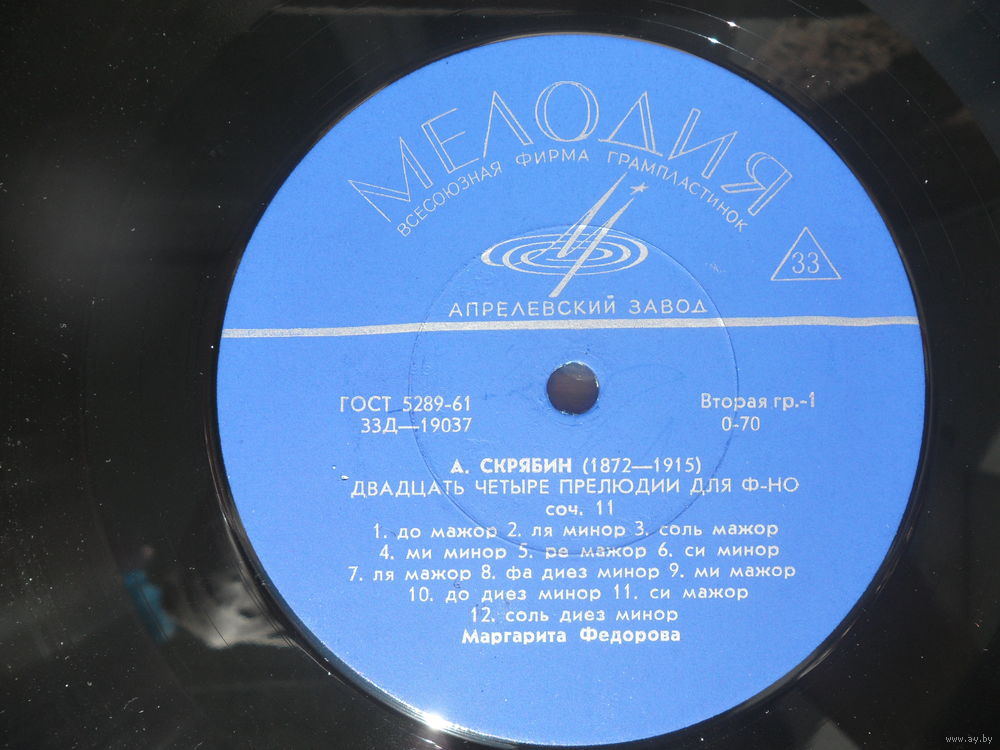 МЕЛОДИЯ
ВСЕСОЮЗНАЯ ФИРМА ГРАМПЛАСТИНОК
33
АПРЕЛЕВСКИЙ ЗАВОД
ГОСТ 5289-61
33Д—19037
Вторая гр.-1
0-70
А. СКРЯБИН (1872—1915)
ДВАДЦАТЬ ЧЕТЫРЕ ПРЕЛЮДИИ ДЛЯ Ф-НО
соч. 11
1. до мажор 2. ля минор 3. соль мажор
4. ми минор 5. ре мажор 6. си минор
7. ля мажор 8. фа диез минор 9. ми мажор
10. до диез минор 11. си мажор
12. соль диез минор
Маргарита Федорова
www.ay.by